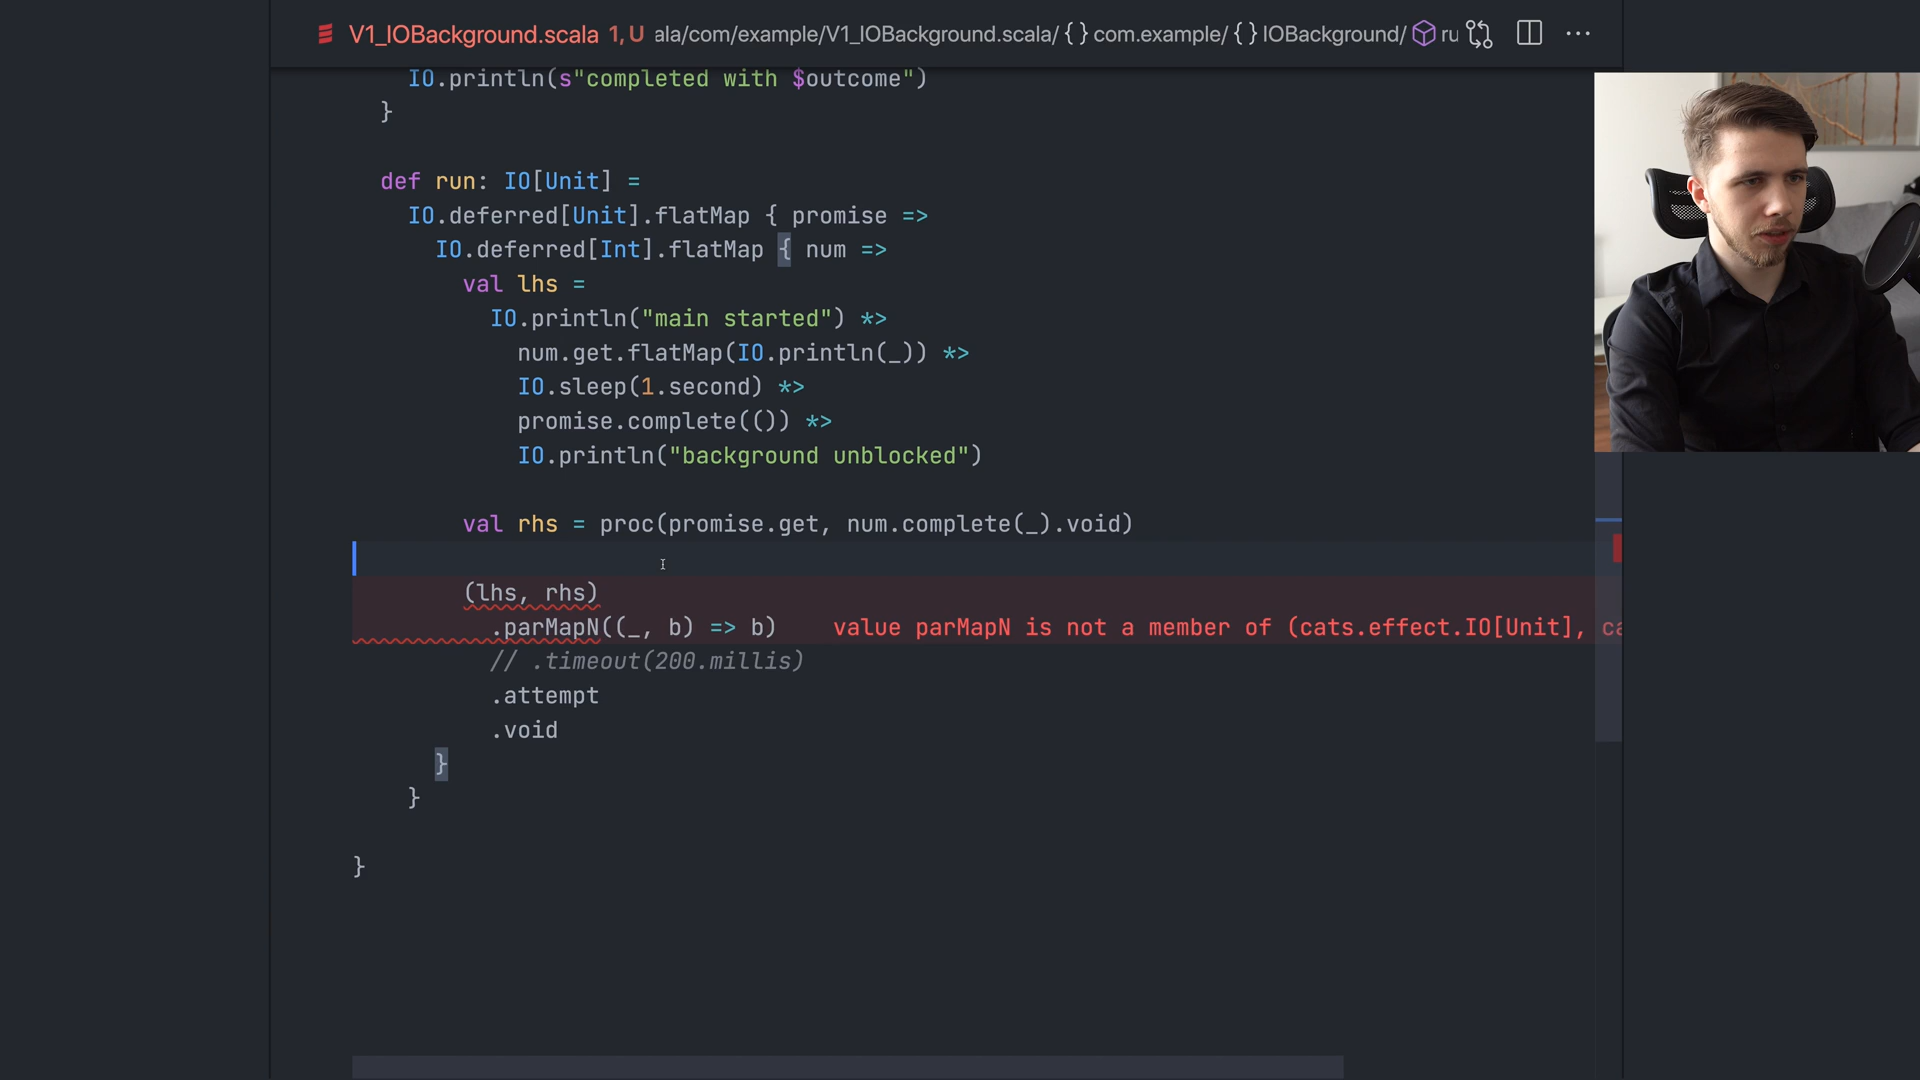 V1_IOBackground.scala 1, U ala/com/example/V1_IOBackground.scala/ {} com.example/ {} IOBackground/ ru
IO.println(s"completed with $outcome")
}
def run: IO[Unit] =
IO.deferred[Unit].flatMap { promise =>
IO.deferred[Int].flatMap { num =>
val lhs =
IO.println("main started") *>
num.get.flatMap(IO.println(_)) *>
IO.sleep(1.second) *>
promise.complete(()) *>
IO.println("background unblocked")
val rhs = proc(promise.get, num.complete(_).void)
(lhs, rhs)
.parMapN((_, b) => b) value parMapN is not a member of (cats.effect.IO[Unit], ca
// .timeout(200.millis)
.attempt
.void
}
}
}